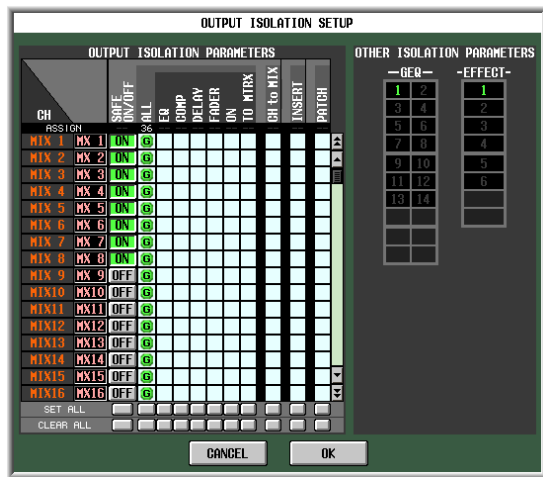 OUTPUT ISOLATION SETUP
OUTPUT ISOLATION PARAMETERS
CH
SAFE ON/OFF
ALL
EQ
COMP
DELAY
FADER
ON
TO MTRX
CH to MIX
INSERT
PATCH
ASSIGN -- 36 -- -- -- -- -- -- -- -- --
MIX 1 MX 1 ON G
MIX 2 MX 2 ON G
MIX 3 MX 3 ON G
MIX 4 MX 4 ON G
MIX 5 MX 5 ON G
MIX 6 MX 6 ON G
MIX 7 MX 7 ON G
MIX 8 MX 8 ON G
MIX 9 MX 9 OFF G
MIX10 MX10 OFF G
MIX11 MX11 OFF G
MIX12 MX12 OFF G
MIX13 MX13 OFF G
MIX14 MX14 OFF G
MIX15 MX15 OFF G
MIX16 MX16 OFF G
SET ALL
CLEAR ALL
OTHER ISOLATION PARAMETERS
—GEQ—
1 2
3 4
5 6
7 8
9 10
11 12
13 14
-EFFECT-
1
2
3
4
5
6
CANCEL
OK